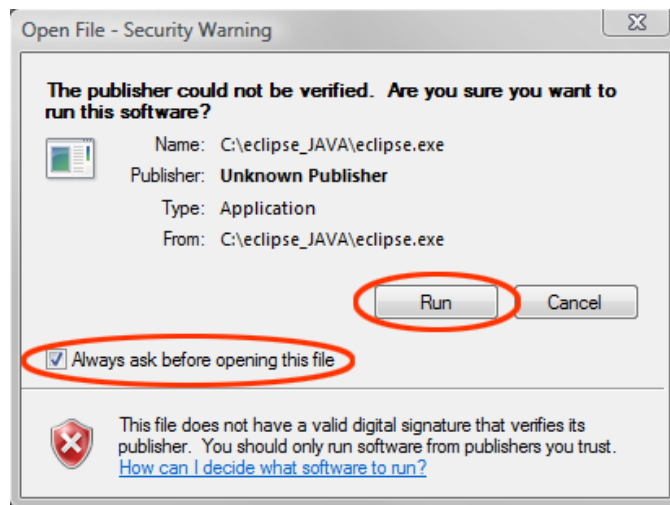 Open File - Security Warning
The publisher could not be verified.  Are you sure you want to
run this software?
Name: C:\eclipse_JAVA\eclipse.exe
Publisher: Unknown Publisher
Type: Application
From: C:\eclipse_JAVA\eclipse.exe
Run Cancel
Always ask before opening this file
This file does not have a valid digital signature that verifies its
publisher.  You should only run software from publishers you trust.
How can I decide what software to run?